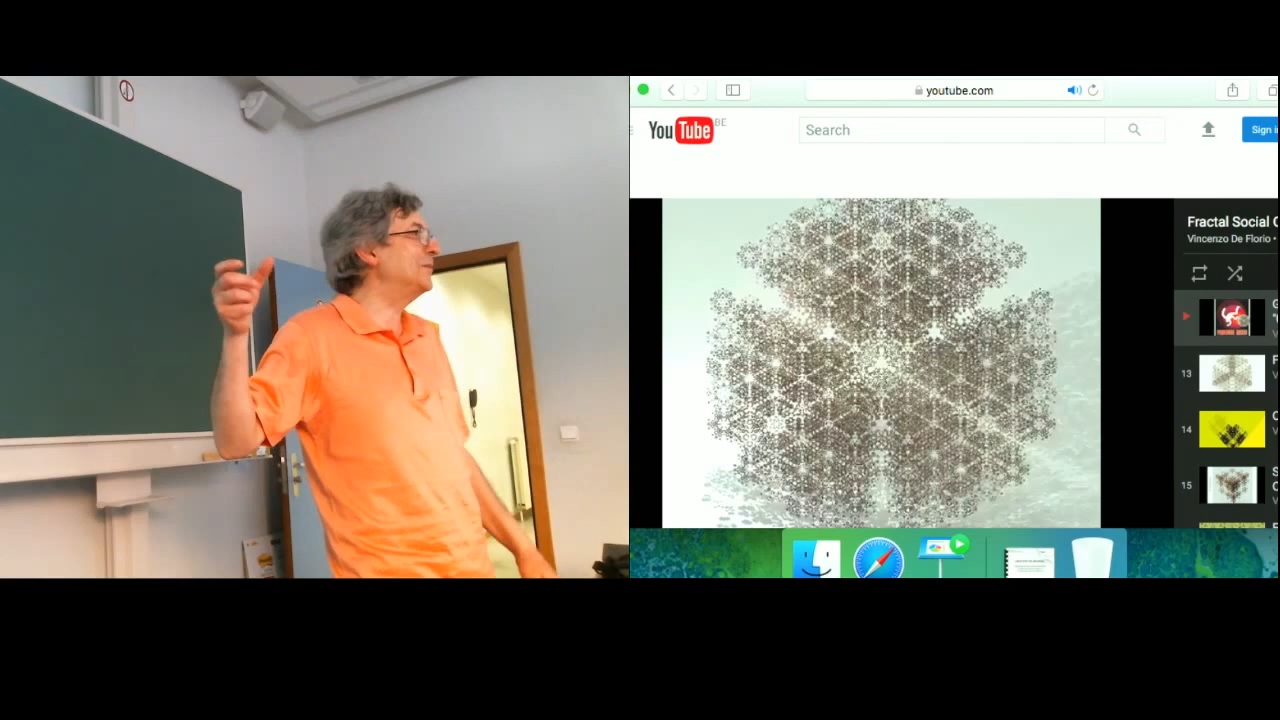 youtube.com
YouTube BE
Search
Sign i
Fractal Social
Vincenzo De Florio •
13
14
15